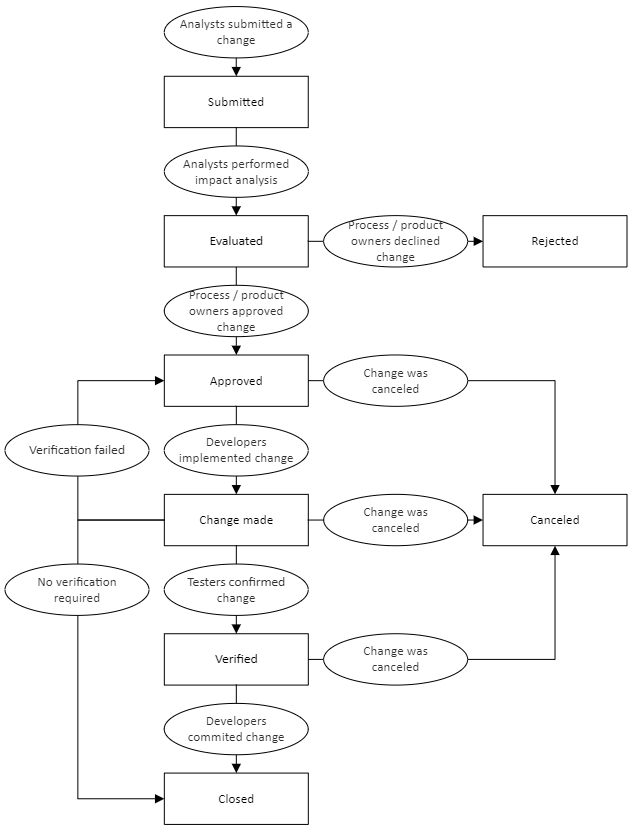 Analysts submitted a
change
Submitted
Analysts performed
impact analysis
Evaluated
Process / product
owners declined
change
Rejected
Process / product
owners approved
change
Approved
Change was
canceled
Verification failed
Developers
implemented change
Change made
Change was
canceled
Canceled
No verification
required
Testers confirmed
change
Verified
Change was
canceled
Developers
commited change
Closed